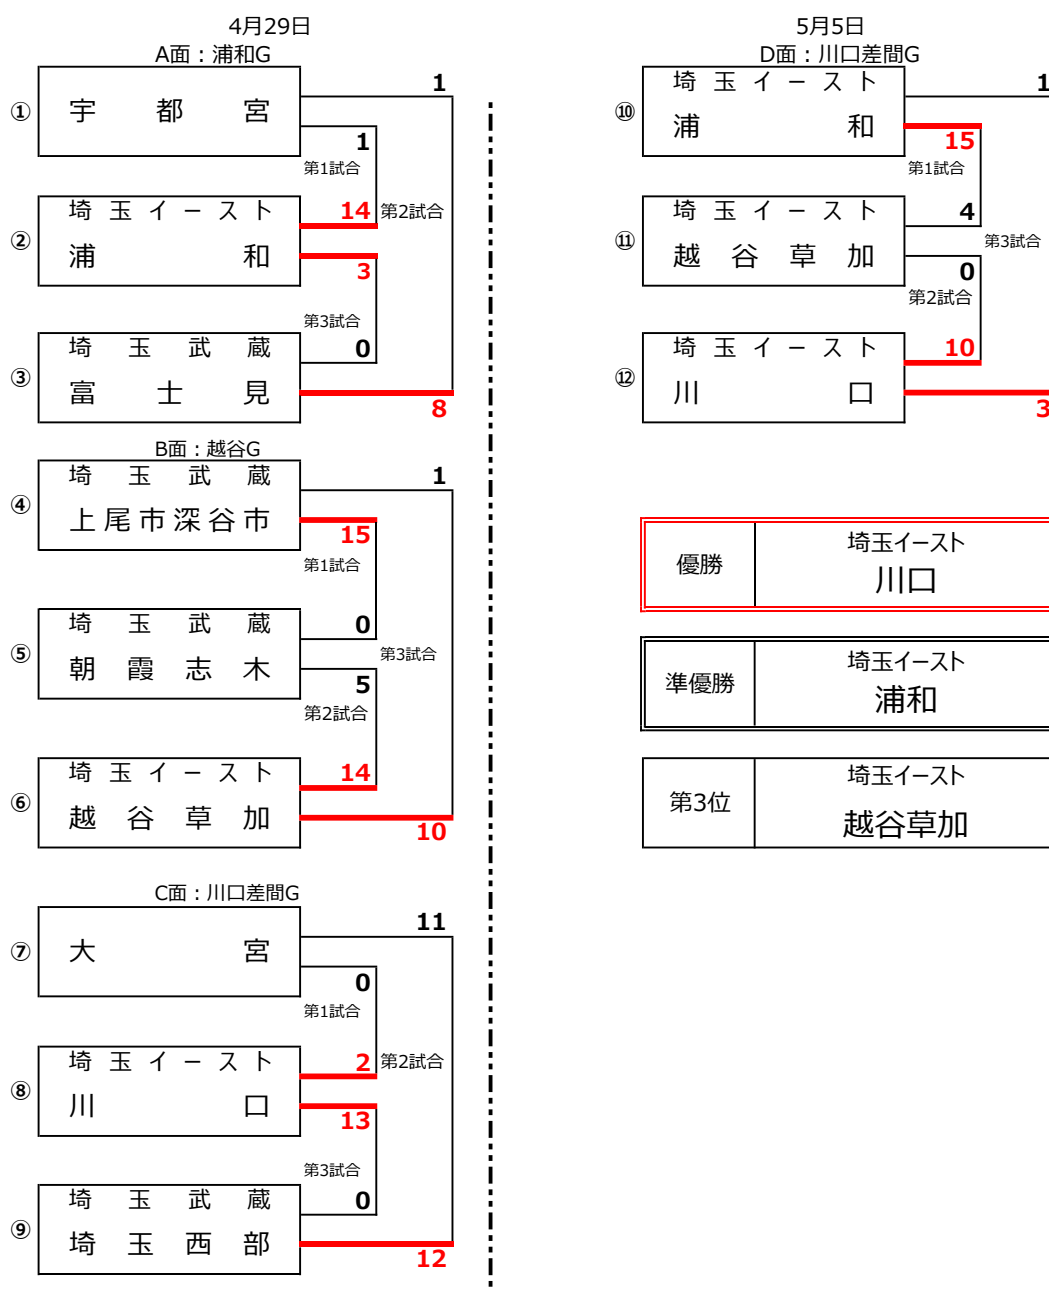 4月29日
A面：浦和G
①
宇都宮
1
1
第1試合
②
埼玉イースト
浦和
14
第2試合
3
第3試合
③
埼玉武蔵
富士見
0
8
B面：越谷G
④
埼玉武蔵
上尾市深谷市
1
15
第1試合
⑤
埼玉武蔵
朝霞志木
0
第3試合
5
第2試合
⑥
埼玉イースト
越谷草加
14
10
C面：川口差間G
⑦
大宮
11
0
第1試合
⑧
埼玉イースト
川口
2
第2試合
13
第3試合
⑨
埼玉武蔵
埼玉西部
0
12
5月5日
D面：川口差間G
⑩
埼玉イースト
浦和
1
15
第1試合
⑪
埼玉イースト
越谷草加
4
第3試合
0
第2試合
⑫
埼玉イースト
川口
10
3
優勝
埼玉イースト
川口
準優勝
埼玉イースト
浦和
第3位
埼玉イースト
越谷草加